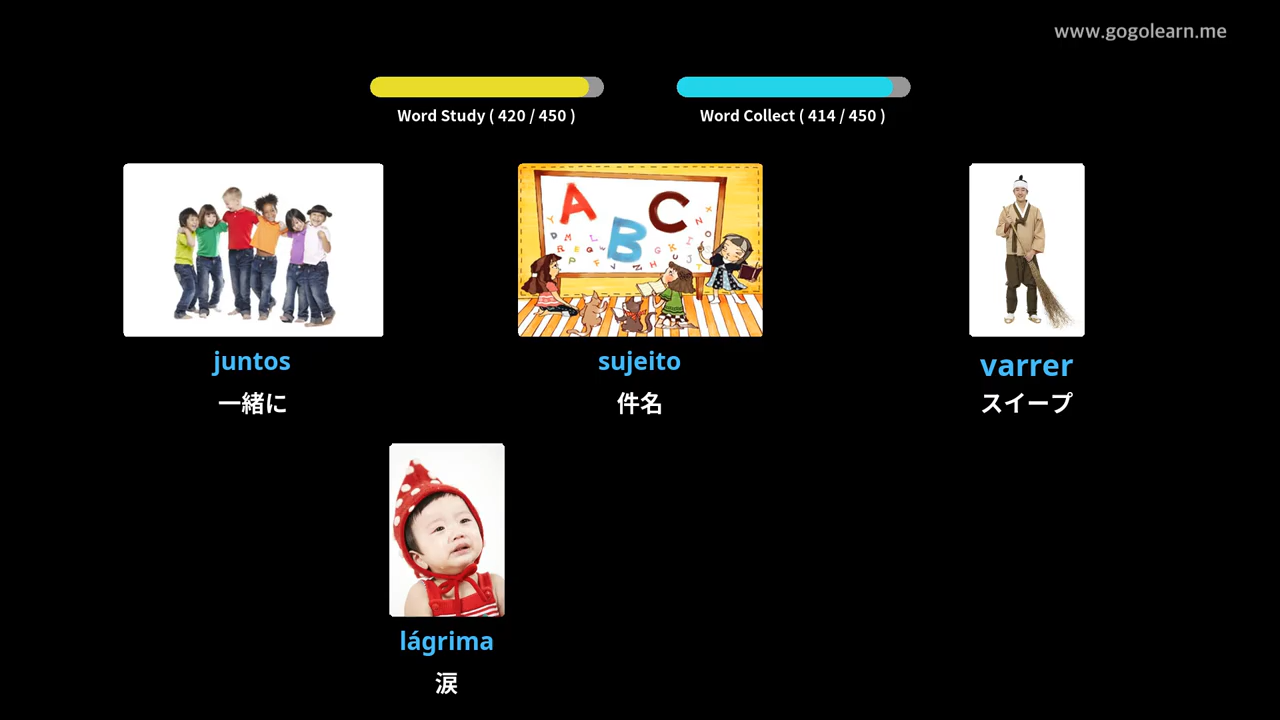 www.gogolearn.me
Word Study ( 420 / 450 )
Word Collect ( 414 / 450 )
A B C
juntos
sujeito
varrer
一緒に
件名
スイープ
lágrima
涙